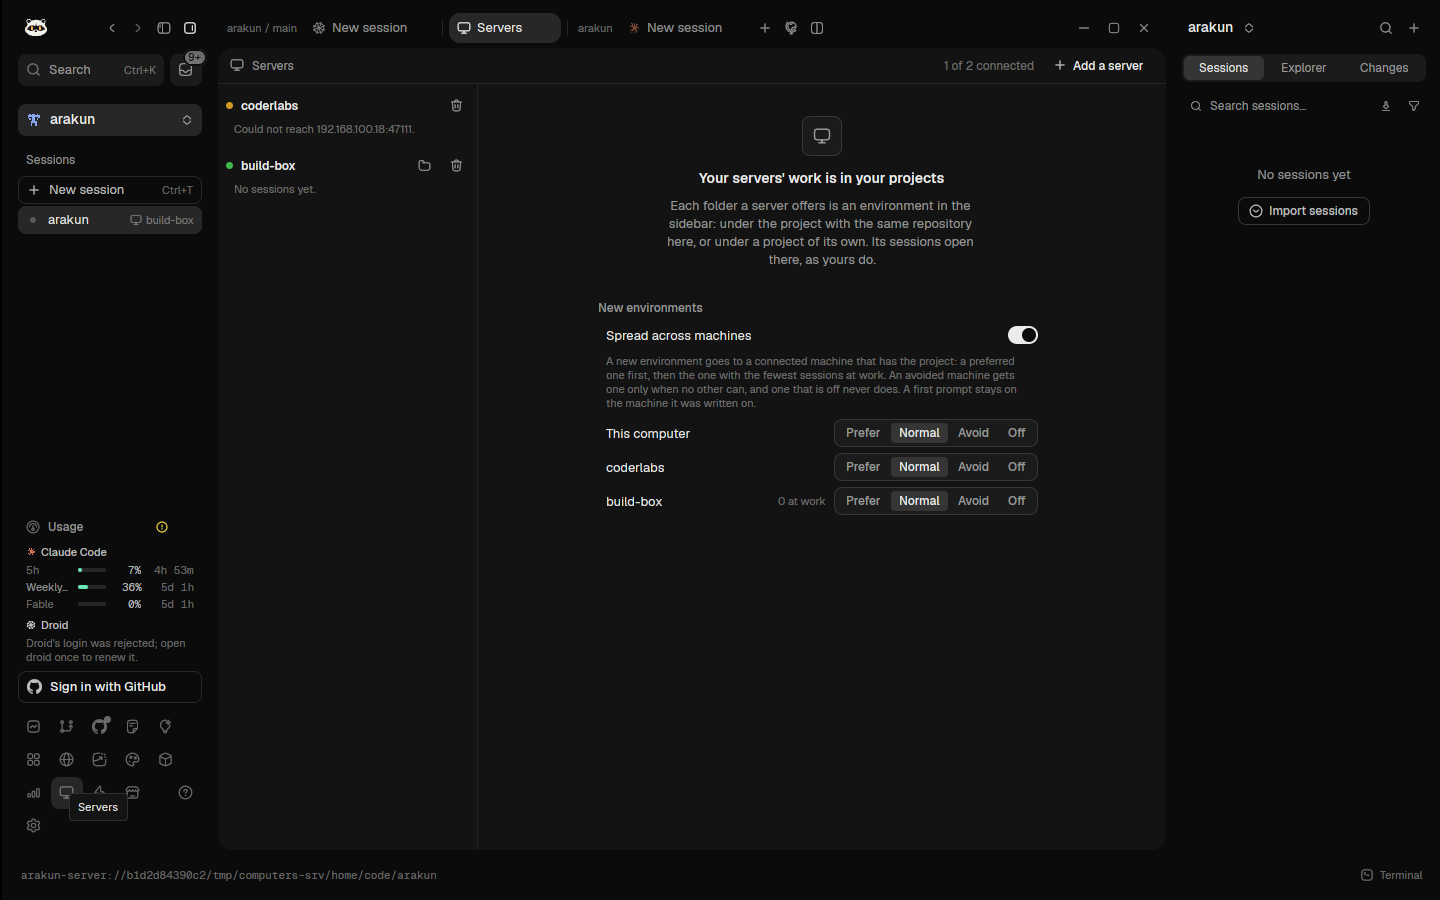 arakun / main
New session
Servers
arakun
New session
arakun
Search
Ctrl+K
9+
arakun
Sessions
New session
Ctrl+T
arakun
build-box
Servers
1 of 2 connected
Add a server
coderlabs
Could not reach 192.168.100.18:47111.
build-box
No sessions yet.
Your servers' work is in your projects
Each folder a server offers is an environment in the
sidebar: under the project with the same repository
here, or under a project of its own. Its sessions open
there, as yours do.
New environments
Spread across machines
A new environment goes to a connected machine that has the project: a preferred
one first, then the one with the fewest sessions at work. An avoided machine gets
one only when no other can, and one that is off never does. A first prompt stays on
the machine it was written on.
This computer
Prefer Normal Avoid Off
coderlabs
Prefer Normal Avoid Off
build-box
0 at work
Prefer Normal Avoid Off
Sessions
Explorer
Changes
Search sessions...
No sessions yet
Import sessions
Usage
Claude Code
5h 7% 4h 53m
Weekly... 36% 5d 1h
Fable 0% 5d 1h
Droid
Droid's login was rejected; open
droid once to renew it.
Sign in with GitHub
Servers
arakun-server://b1d2d84390c2/tmp/computers-srv/home/code/arakun
Terminal